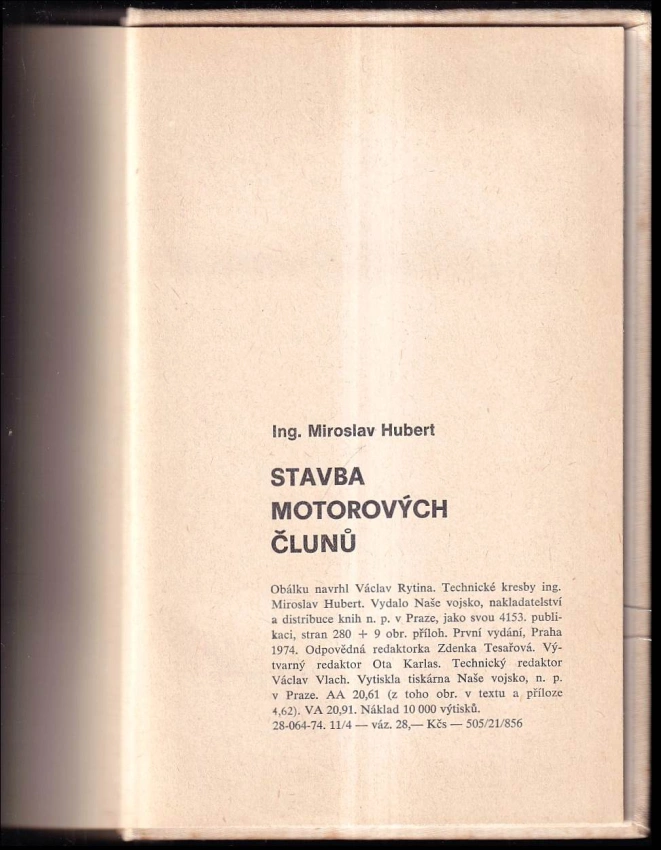 Ing. Miroslav Hubert
STAVBA
MOTOROVÝCH
ČLUNŮ
Obálku navrhl Václav Rytina. Technické kresby ing.
Miroslav Hubert. Vydalo Naše vojsko, nakladatelství
a distribuce knih n. p. v Praze, jako svou 4153. publi-
kaci, stran 280 + 9 obr. příloh. První vydání, Praha
1974. Odpovědná redaktorka Zdenka Tesařová. Vý-
tvarný redaktor Ota Karlas. Technický redaktor
Václav Vlach. Vytiskla tiskárna Naše vojsko, n. p.
v Praze. AA 20,61 (z toho obr. v textu a příloze
4,62). VA 20,91. Náklad 10 000 výtisků.
28-064-74. 11/4 — váz. 28,— Kčs — 505/21/856